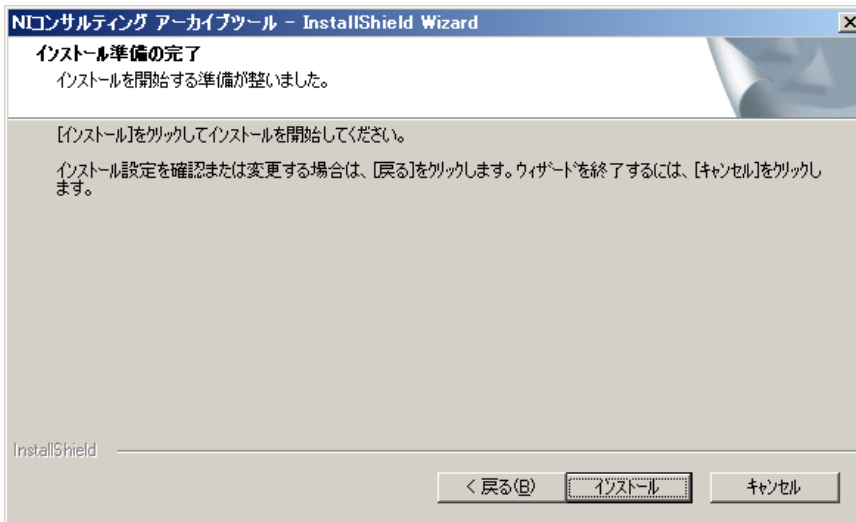 NIコンサルティング アーカイブツール - InstallShield Wizard
インストール準備の完了
インストールを開始する準備が整いました。
[インストール]をクリックしてインストールを開始してください。
インストール設定を確認または変更する場合は、[戻る]をクリックします。ウィザードを終了するには、[キャンセル]をクリックし
ます。
InstallShield
< 戻る(B) インストール キャンセル